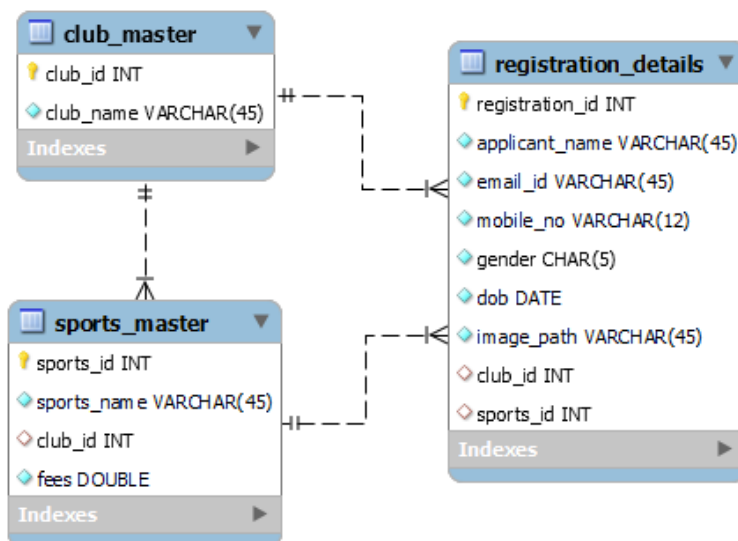 club_master
club_id INT
club_name VARCHAR(45)
Indexes
registration_details
registration_id INT
applicant_name VARCHAR(45)
email_id VARCHAR(45)
mobile_no VARCHAR(12)
gender CHAR(5)
dob DATE
image_path VARCHAR(45)
club_id INT
sports_id INT
Indexes
sports_master
sports_id INT
sports_name VARCHAR(45)
club_id INT
fees DOUBLE
Indexes